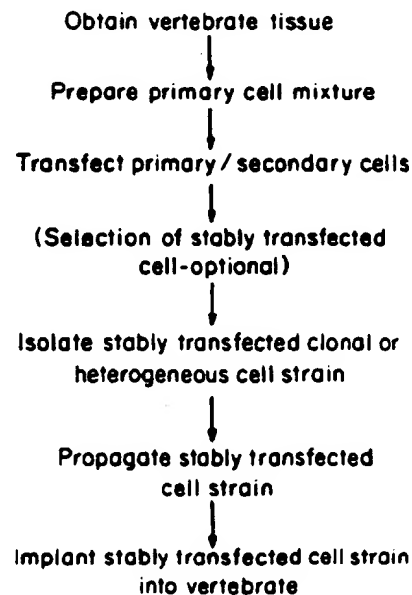 Obtain vertebrate tissue
Prepare primary cell mixture
Transfect primary / secondary cells
(Selection of stably transfected
cell-optional)
Isolate stably transfected clonal or
heterogeneous cell strain
Propagate stably transfected
cell strain
Implant stably transfected cell strain
into vertebrate